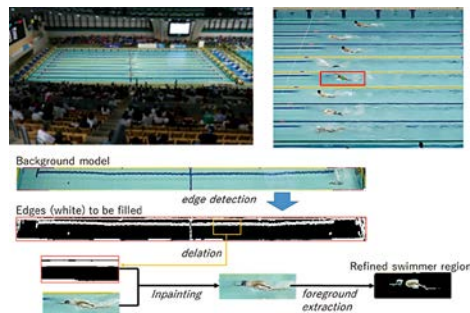 Background model
edge detection
Edges (white) to be filled
delation
Refined swimmer region
Inpainting
foreground
extraction